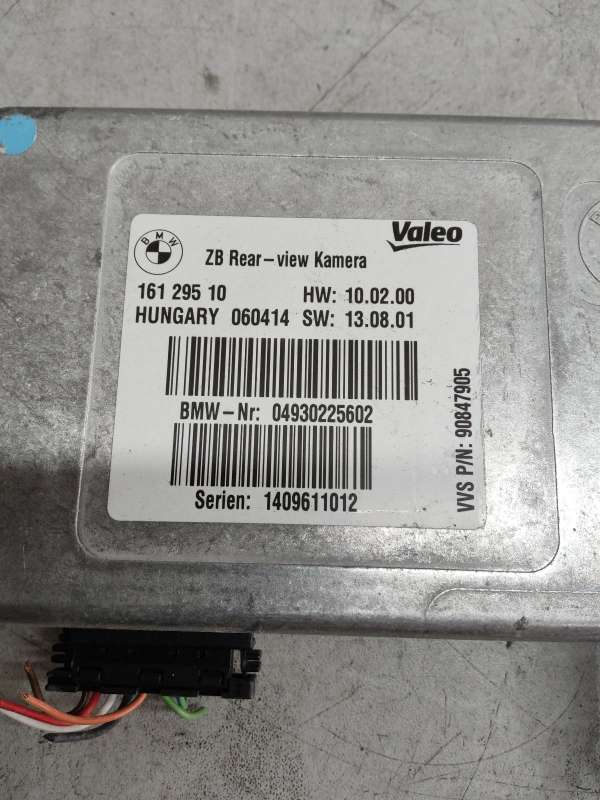 BMW
Valeo
ZB Rear-view Kamera
161 295 10 HW: 10.02.00
HUNGARY 060414 SW: 13.08.01
BMW-Nr: 04930225602
Serien: 1409611012
VVS P/N: 90847905